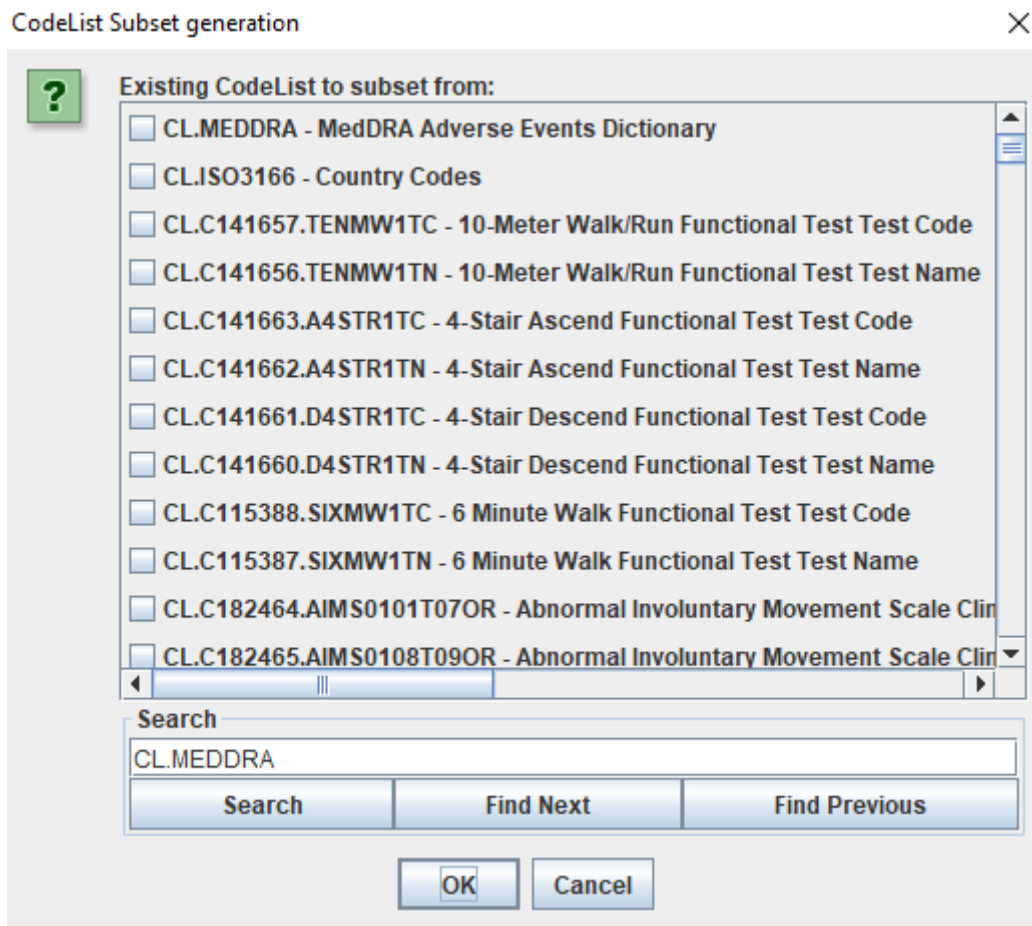 CodeList Subset generation
?
Existing CodeList to subset from:
CL.MEDDRA - MedDRA Adverse Events Dictionary
CL.ISO3166 - Country Codes
CL.C141657.TENMW1TC - 10-Meter Walk/Run Functional Test Test Code
CL.C141656.TENMW1TN - 10-Meter Walk/Run Functional Test Test Name
CL.C141663.A4STR1TC - 4-Stair Ascend Functional Test Test Code
CL.C141662.A4STR1TN - 4-Stair Ascend Functional Test Test Name
CL.C141661.D4STR1TC - 4-Stair Descend Functional Test Test Code
CL.C141660.D4STR1TN - 4-Stair Descend Functional Test Test Name
CL.C115388.SIXMW1TC - 6 Minute Walk Functional Test Test Code
CL.C115387.SIXMW1TN - 6 Minute Walk Functional Test Test Name
CL.C182464.AIMS0101T07OR - Abnormal Involuntary Movement Scale Clin
CL.C182465.AIMS0108T09OR - Abnormal Involuntary Movement Scale Clin
Search
CL.MEDDRA
Search Find Next Find Previous
OK Cancel